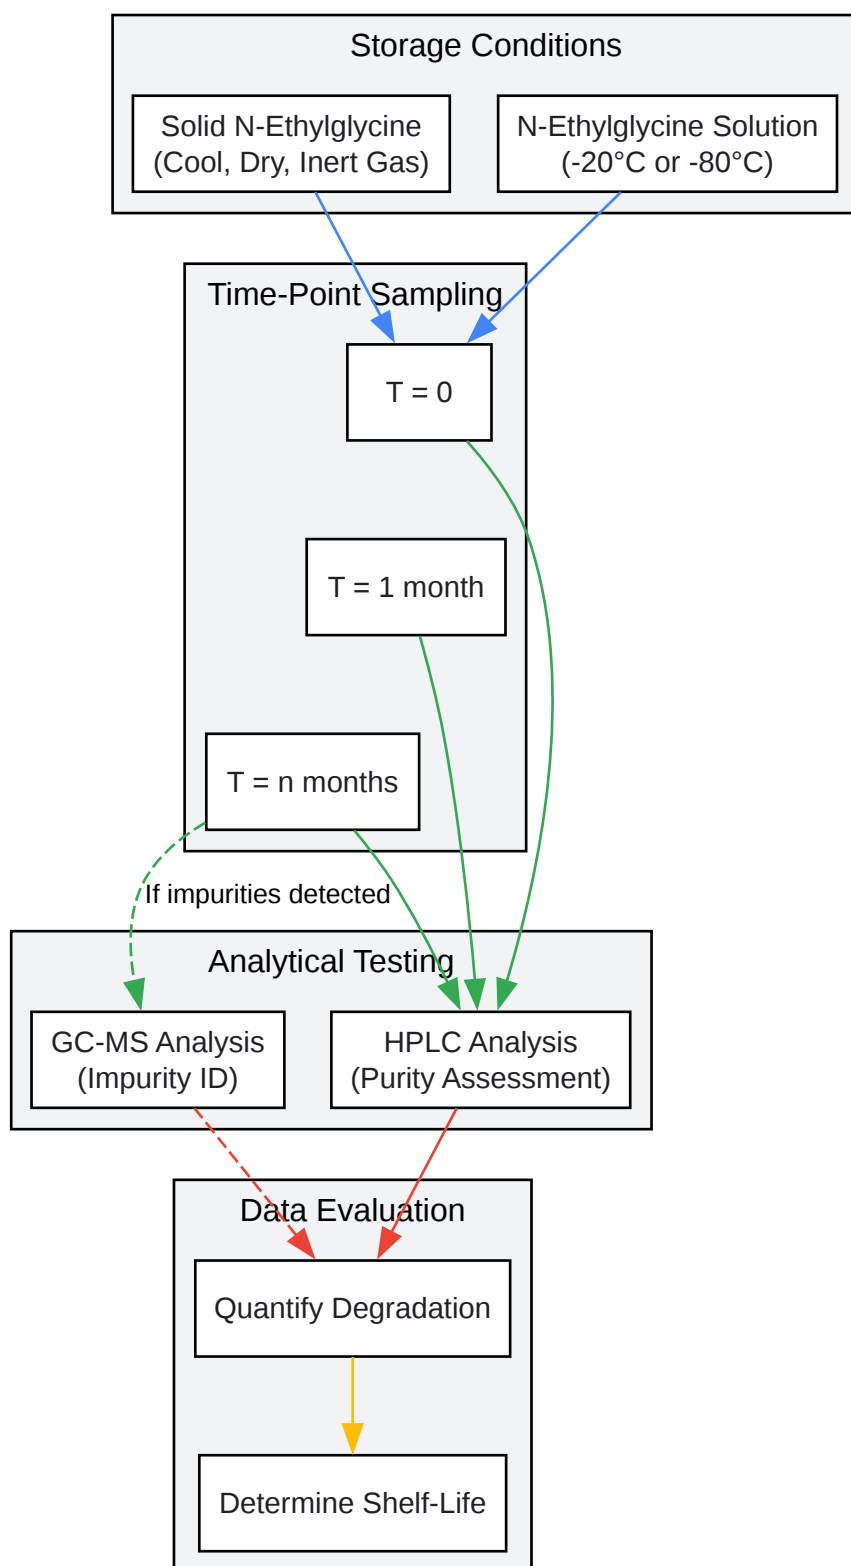 Storage Conditions
Solid N-Ethylglycine
(Cool, Dry, Inert Gas)
N-Ethylglycine Solution
(-20°C or -80°C)
Time-Point Sampling
T = 0
T = 1 month
T = n months
If impurities detected
Analytical Testing
GC-MS Analysis
(Impurity ID)
HPLC Analysis
(Purity Assessment)
Data Evaluation
Quantify Degradation
Determine Shelf-Life